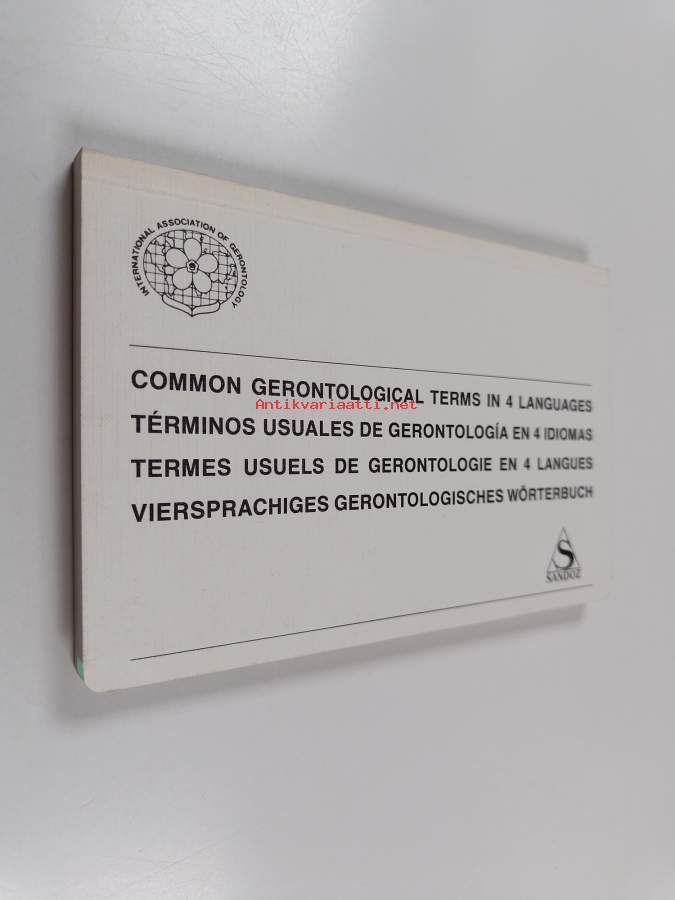 INTERNATIONAL ASSOCIATION OF GERONTOLOGY
COMMON GERONTOLOGICAL TERMS IN 4 LANGUAGES
Antikvariaatti.net
TÉRMINOS USUALES DE GERONTOLOGÍA EN 4 IDIOMAS
TERMES USUELS DE GERONTOLOGIE EN 4 LANGUES
VIERSPRACHIGES GERONTOLOGISCHES WÖRTERBUCH
S
SANDOZ